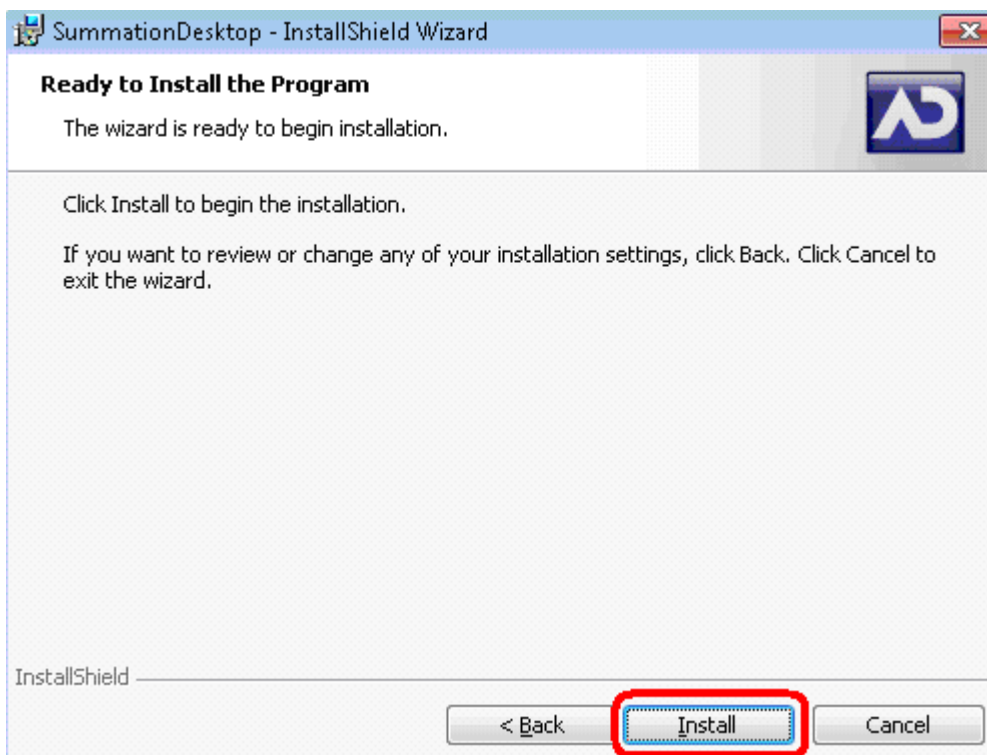 SummationDesktop - InstallShield Wizard
Ready to Install the Program
The wizard is ready to begin installation.
Click Install to begin the installation.
If you want to review or change any of your installation settings, click Back. Click Cancel to
exit the wizard.
InstallShield
< Back
Install
Cancel